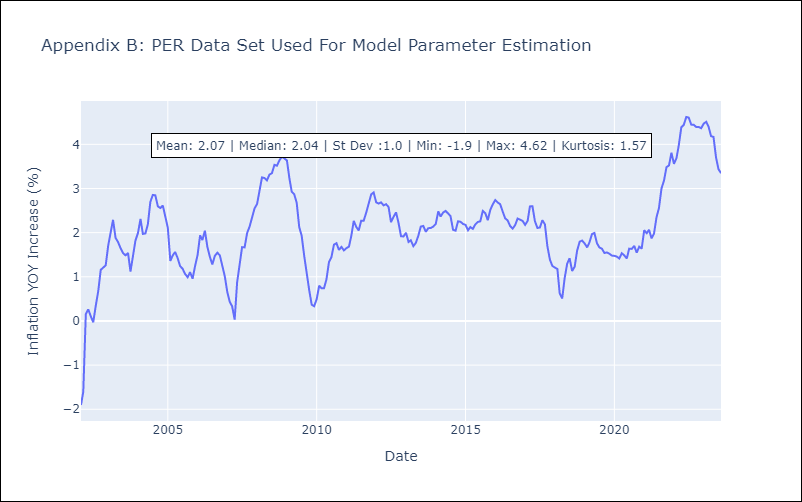 Appendix B: PER Data Set Used For Model Parameter Estimation
Mean: 2.07 | Median: 2.04 | St Dev :1.0 | Min: -1.9 | Max: 4.62 | Kurtosis: 1.57
Inflation YOY Increase (%)
4
3
2
1
0
−1
−2
2005
2010
2015
2020
Date